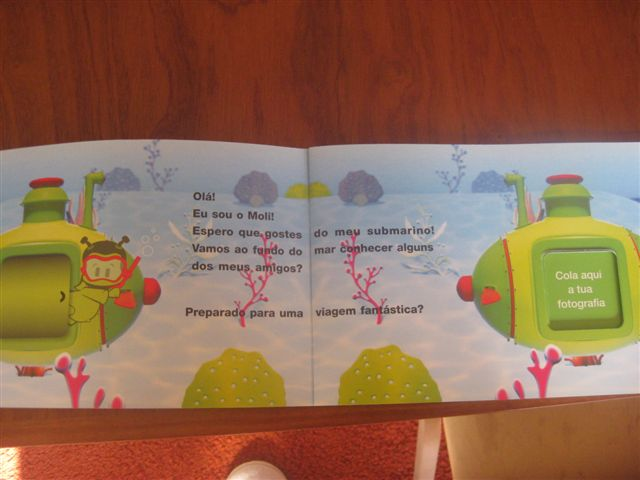 Olá!
Eu sou o Moli!
Espero que gostes do meu submarino!
Vamos ao fundo do mar conhecer alguns
dos meus amigos?
Preparado para uma viagem fantástica?
Cola aqui
a tua
fotografia